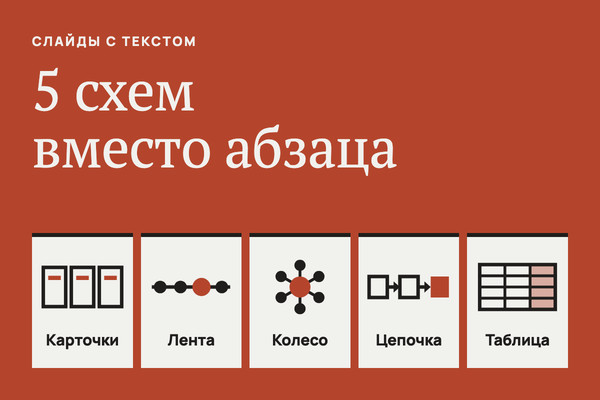 СЛАЙДЫ С ТЕКСТОМ
5 схем
вместо абзаца
Карточки
Лента
Колесо
Цепочка
Таблица